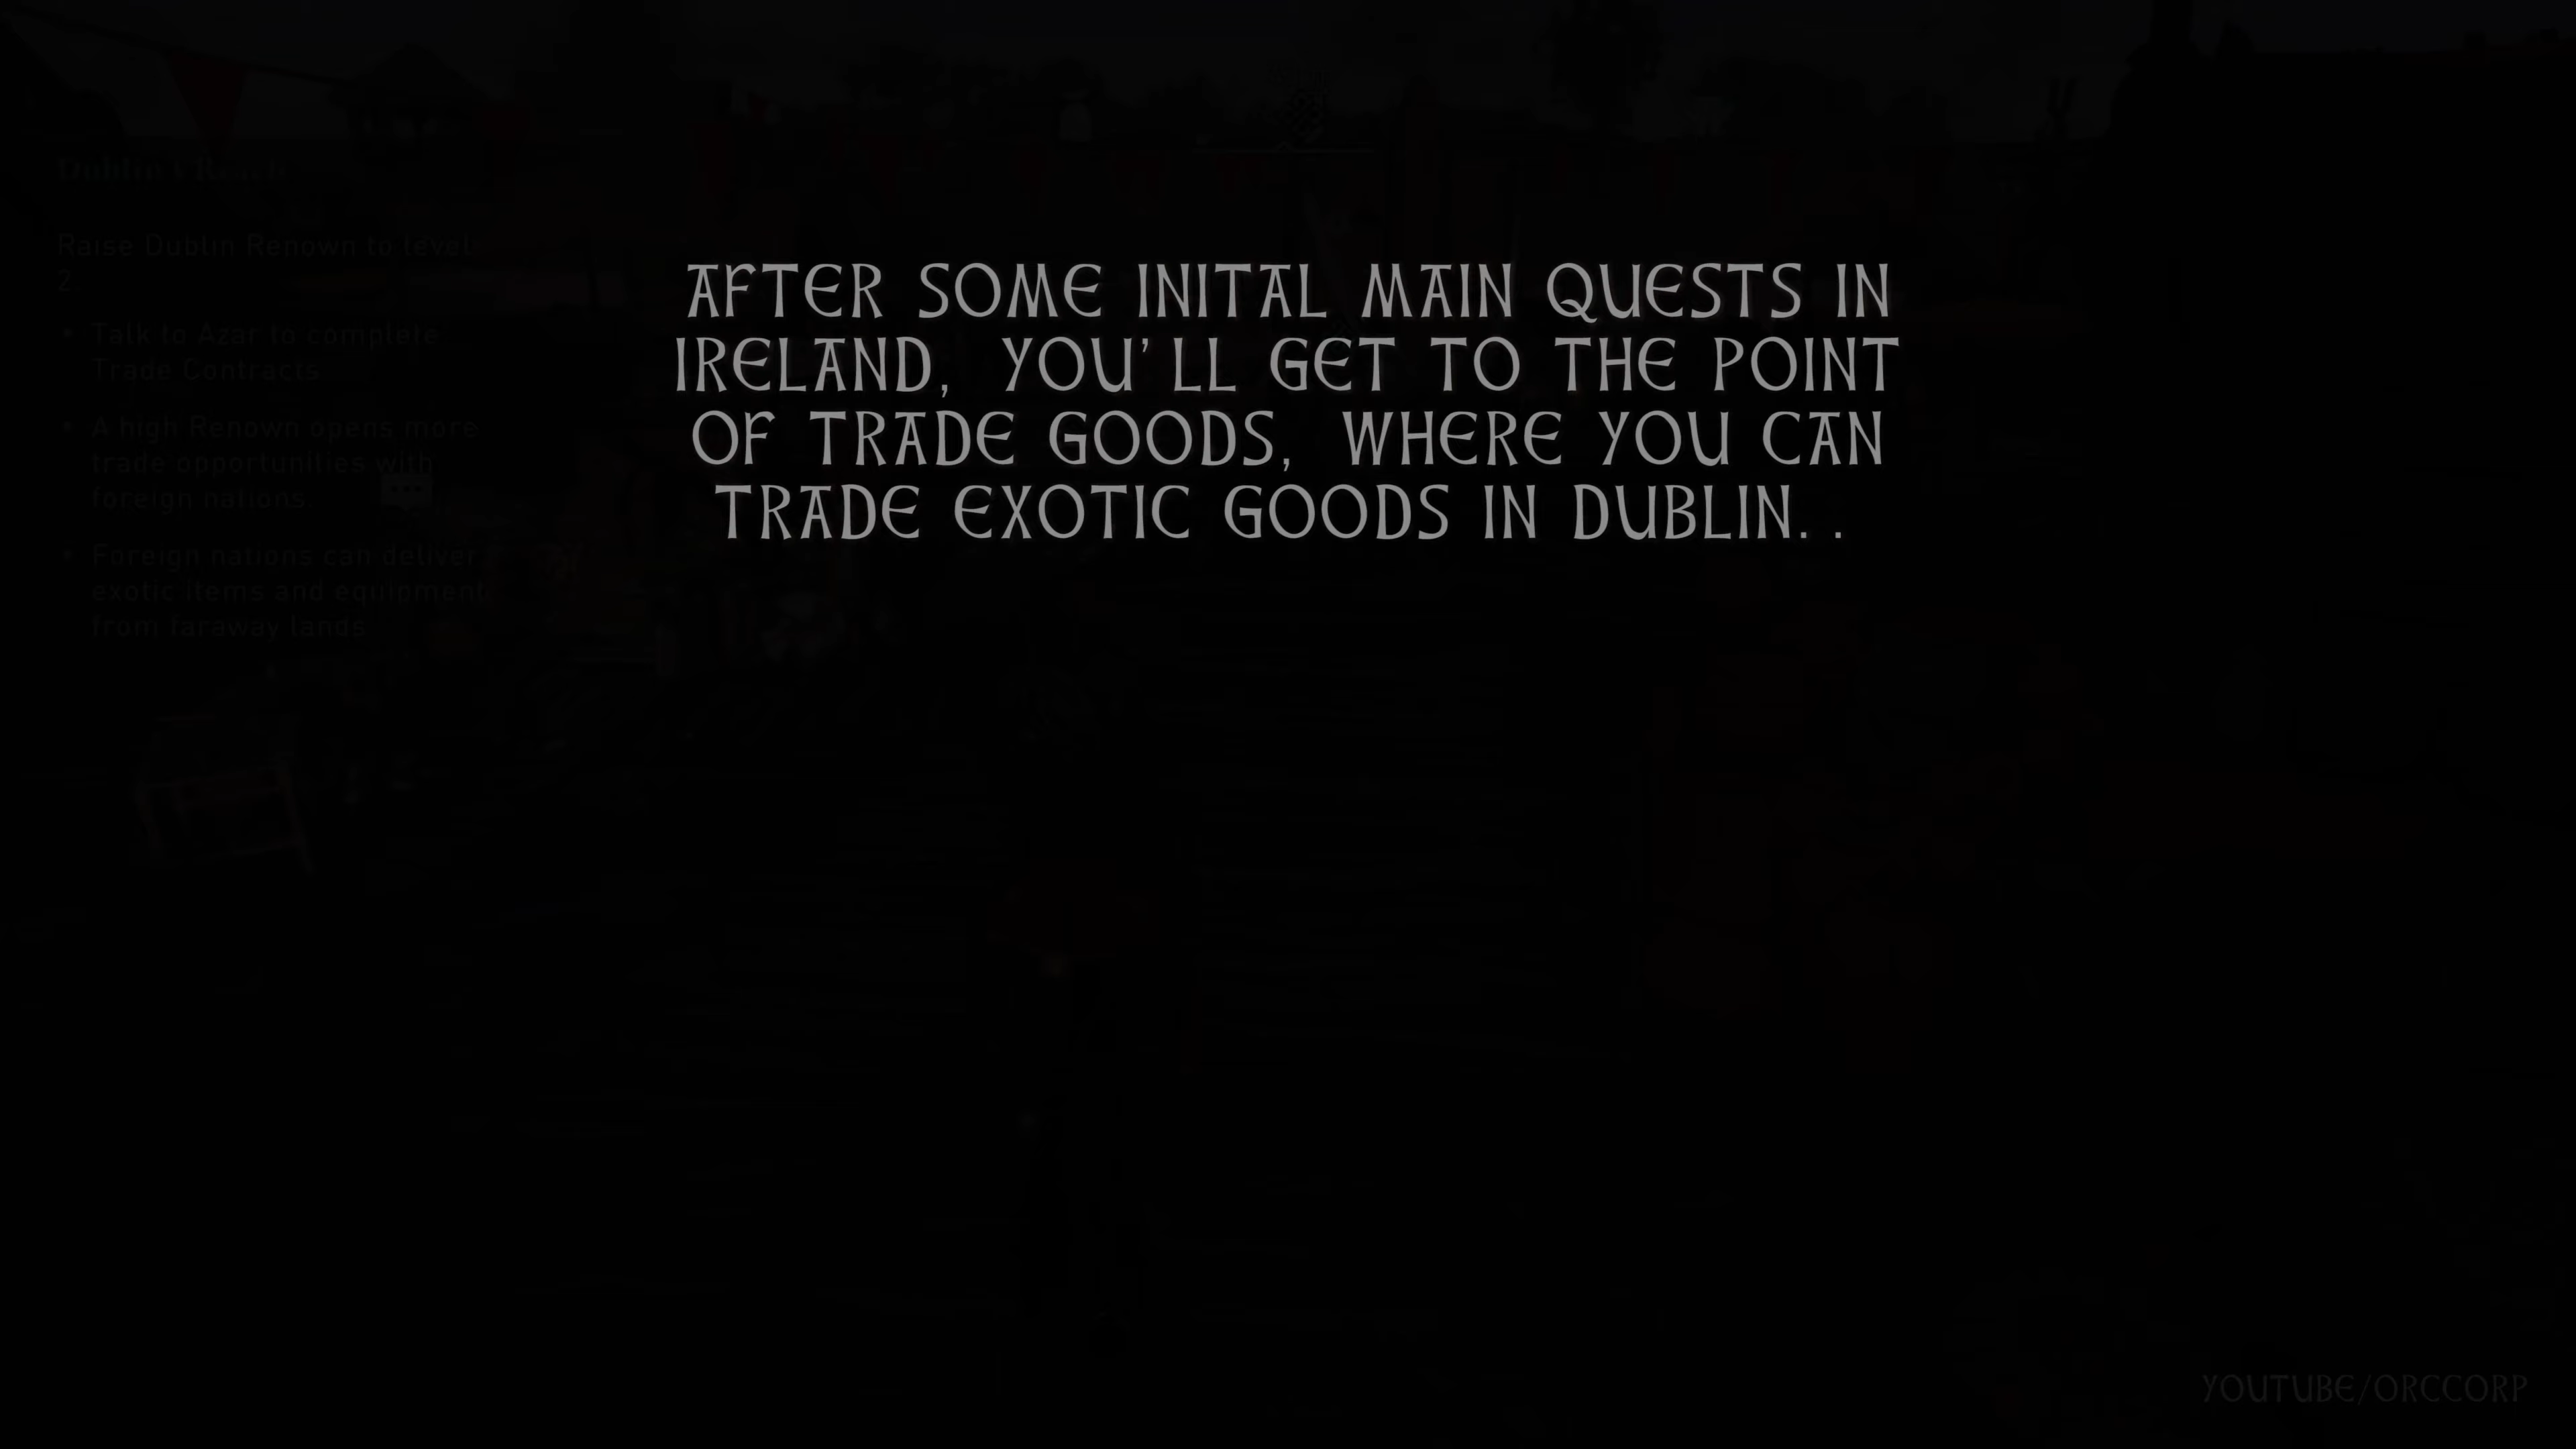 Dublin's Reach
Raise Dublin Renown to level
2.
• Talk to Azar to complete
Trade Contracts.
• A high Renown opens more
trade opportunities with
foreign nations.
• Foreign nations can deliver
exotic items and equipment
from faraway lands.
AFTER SOME INITAL MAIN QUESTS IN
IRELAND, YOU'LL GET TO THE POINT
OF TRADE GOODS, WHERE YOU CAN
TRADE EXOTIC GOODS IN DUBLIN..
YOUTUBE/ORCCORP